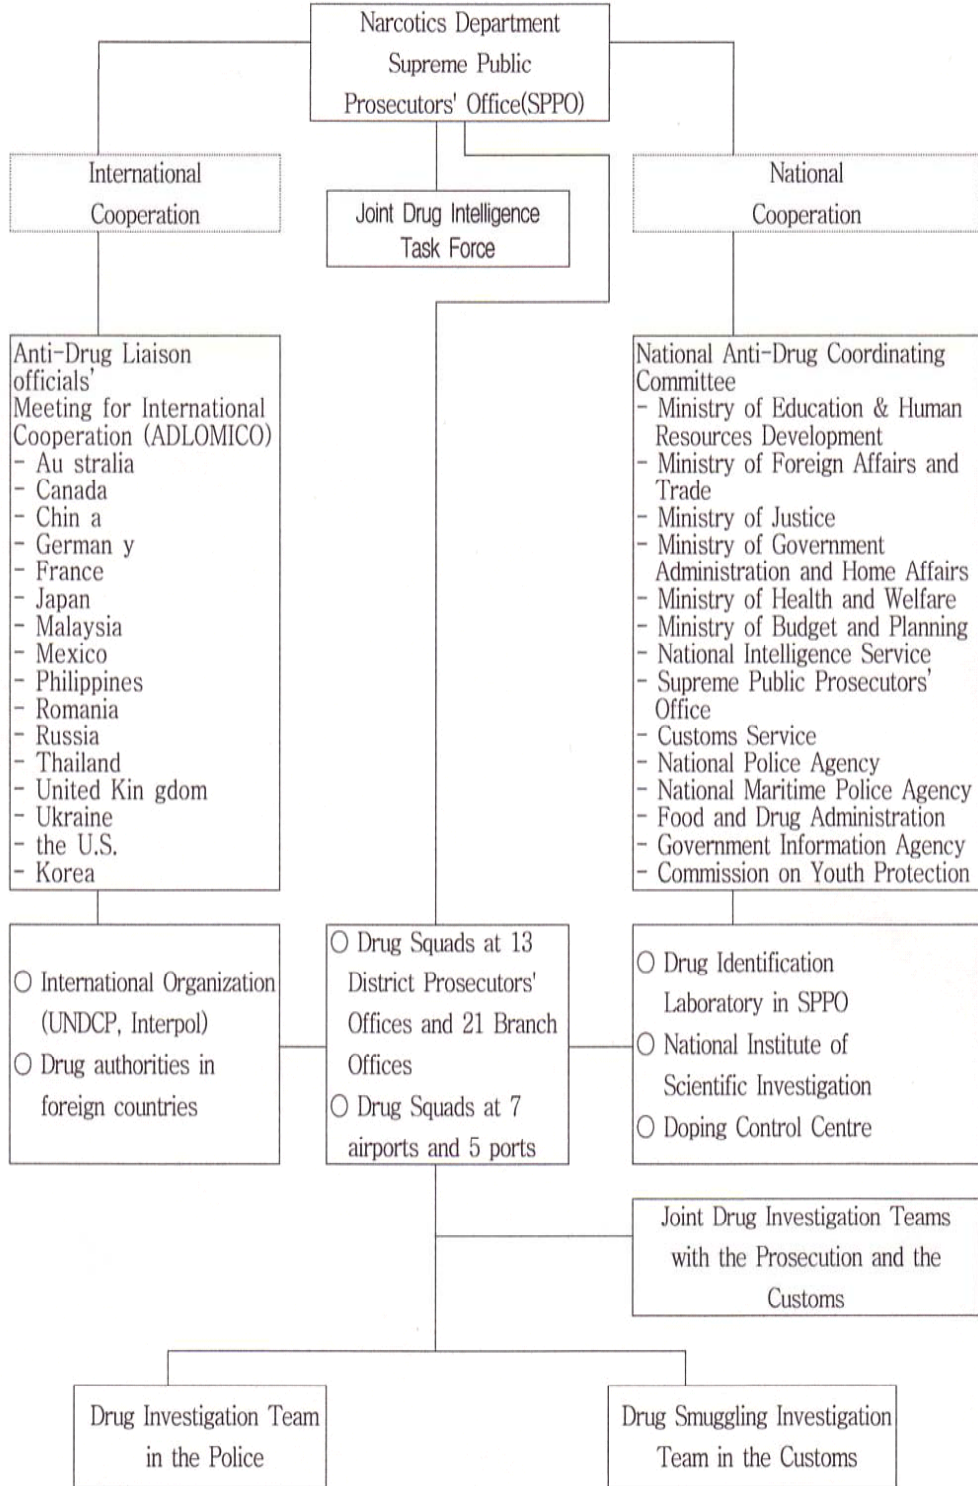 Narcotics Department
Supreme Public
Prosecutors' Office(SPPO)
International
Cooperation
Joint Drug Intelligence
Task Force
National
Cooperation
Anti-Drug Liaison
officials'
Meeting for International
Cooperation (ADLOMICO)
- Au stralia
- Canada
- Chin a
- German y
- France
- Japan
- Malaysia
- Mexico
- Philippines
- Romania
- Russia
- Thailand
- United Kin gdom
- Ukraine
- the U.S.
- Korea
National Anti-Drug Coordinating
Committee
- Ministry of Education & Human
Resources Development
- Ministry of Foreign Affairs and
Trade
- Ministry of Justice
- Ministry of Government
Administration and Home Affairs
- Ministry of Health and Welfare
- Ministry of Budget and Planning
- National Intelligence Service
- Supreme Public Prosecutors'
Office
- Customs Service
- National Police Agency
- National Maritime Police Agency
- Food and Drug Administration
- Government Information Agency
- Commission on Youth Protection
○ International Organization
(UNDCP, Interpol)
○ Drug authorities in
foreign countries
○ Drug Squads at 13
District Prosecutors'
Offices and 21 Branch
Offices
○ Drug Squads at 7
airports and 5 ports
○ Drug Identification
Laboratory in SPPO
○ National Institute of
Scientific Investigation
○ Doping Control Centre
Joint Drug Investigation Teams
with the Prosecution and the
Customs
Drug Investigation Team
in the Police
Drug Smuggling Investigation
Team in the Customs